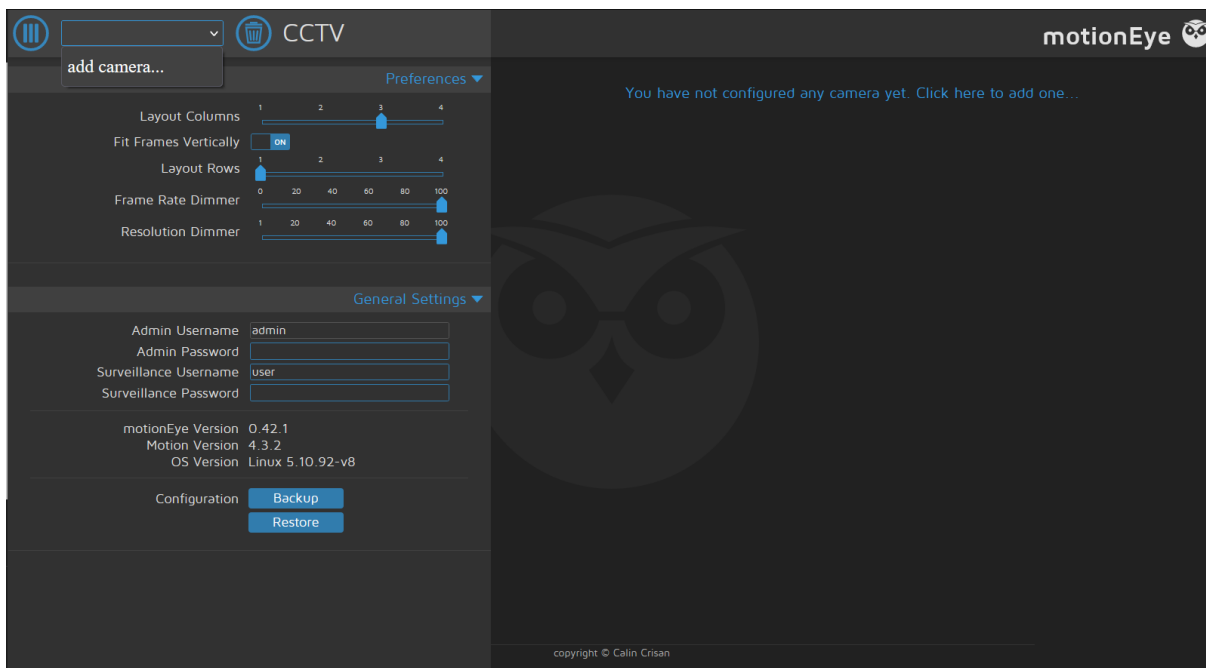 CCTV
motionEye
add camera...
Preferences
You have not configured any camera yet. Click here to add one...
1 2 3 4
Layout Columns
Fit Frames Vertically ON
1 2 3 4
Layout Rows
0 20 40 60 80 100
Frame Rate Dimmer
1 20 40 60 80 100
Resolution Dimmer
General Settings
Admin Username admin
Admin Password
Surveillance Username user
Surveillance Password
motionEye Version 0.42.1
Motion Version 4.3.2
OS Version Linux 5.10.92-v8
Configuration Backup
Restore
copyright © Calin Crisan